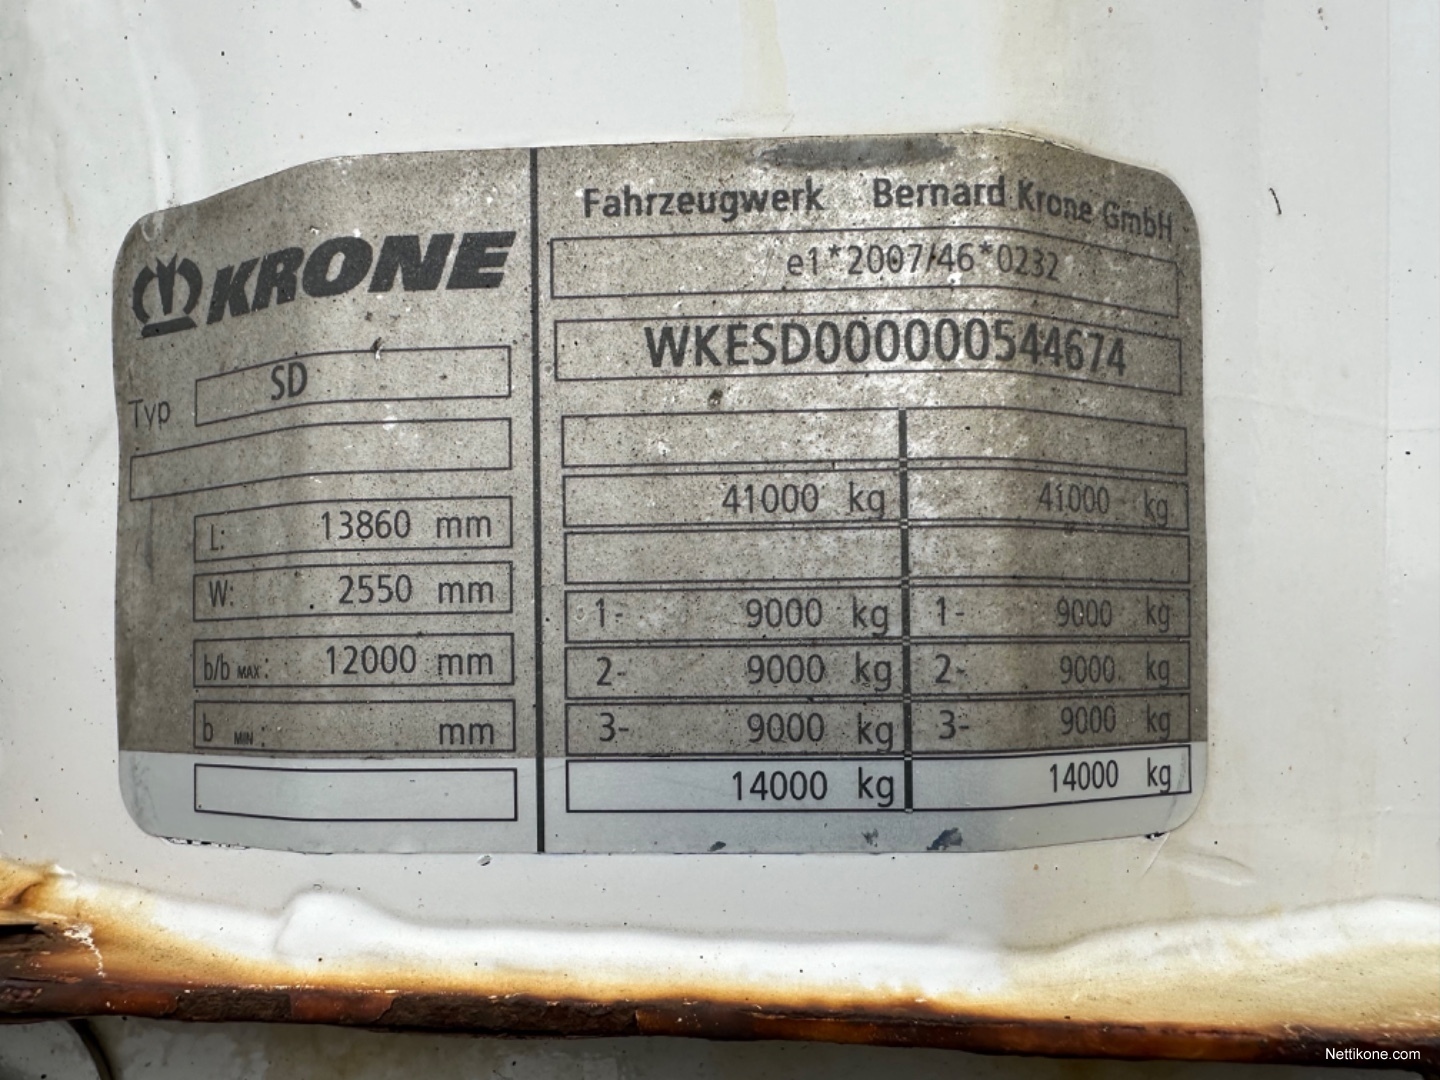 KRONE
Typ SD
L: 13860 mm
W: 2550 mm
b/b MAX: 12000 mm
b MIN: mm
Fahrzeugwerk Bernard Krone GmbH
e1*2007/46*0232
WKESD000000544674
41000 kg 41000 kg
1- 9000 kg 1- 9000 kg
2- 9000 kg 2- 9000 kg
3- 9000 kg 3- 9000 kg
14000 kg 14000 kg
Nettikone.com